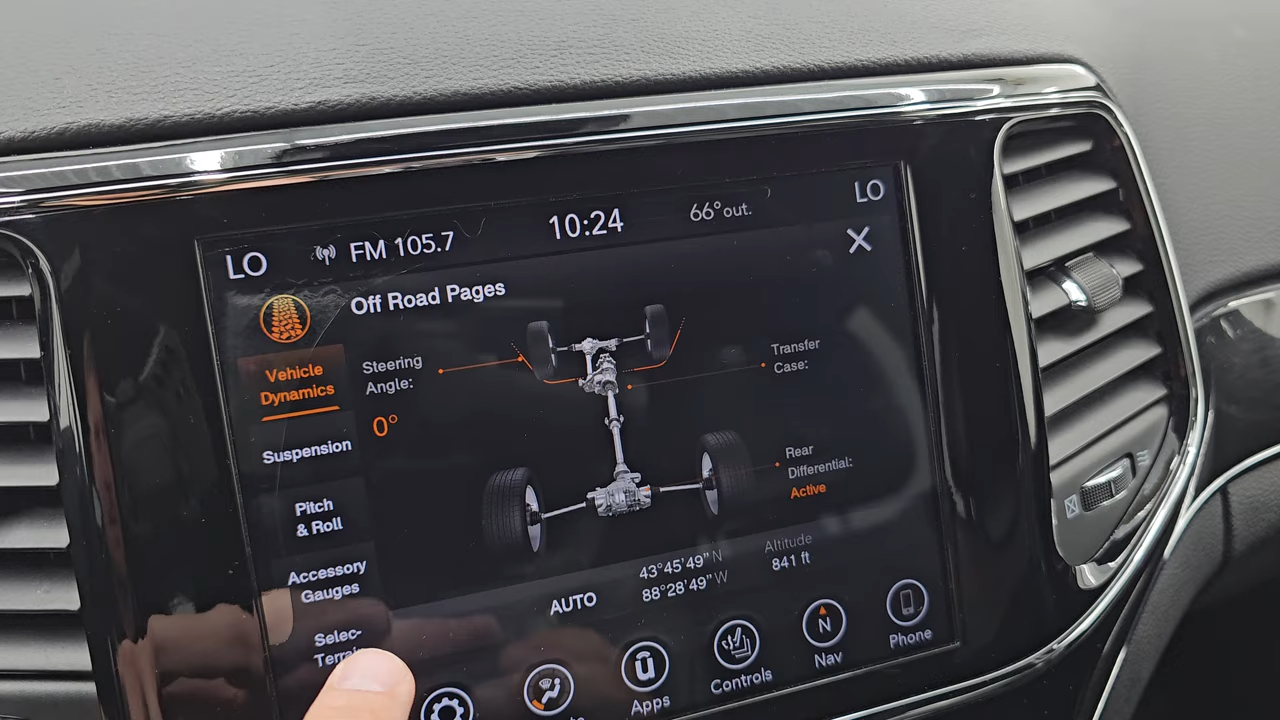 LO FM 105.7 10:24 66°out. LO
Off Road Pages
Vehicle
Dynamics
Suspension
Pitch
& Roll
Accessory
Gauges
Selec-
Steering
Angle:
0°
Transfer
Case:
Rear
Differential:
Active
AUTO
43°45'49" N
88°28'49" W
Altitude
841 ft
Apps
Controls
N
Nav
Phone